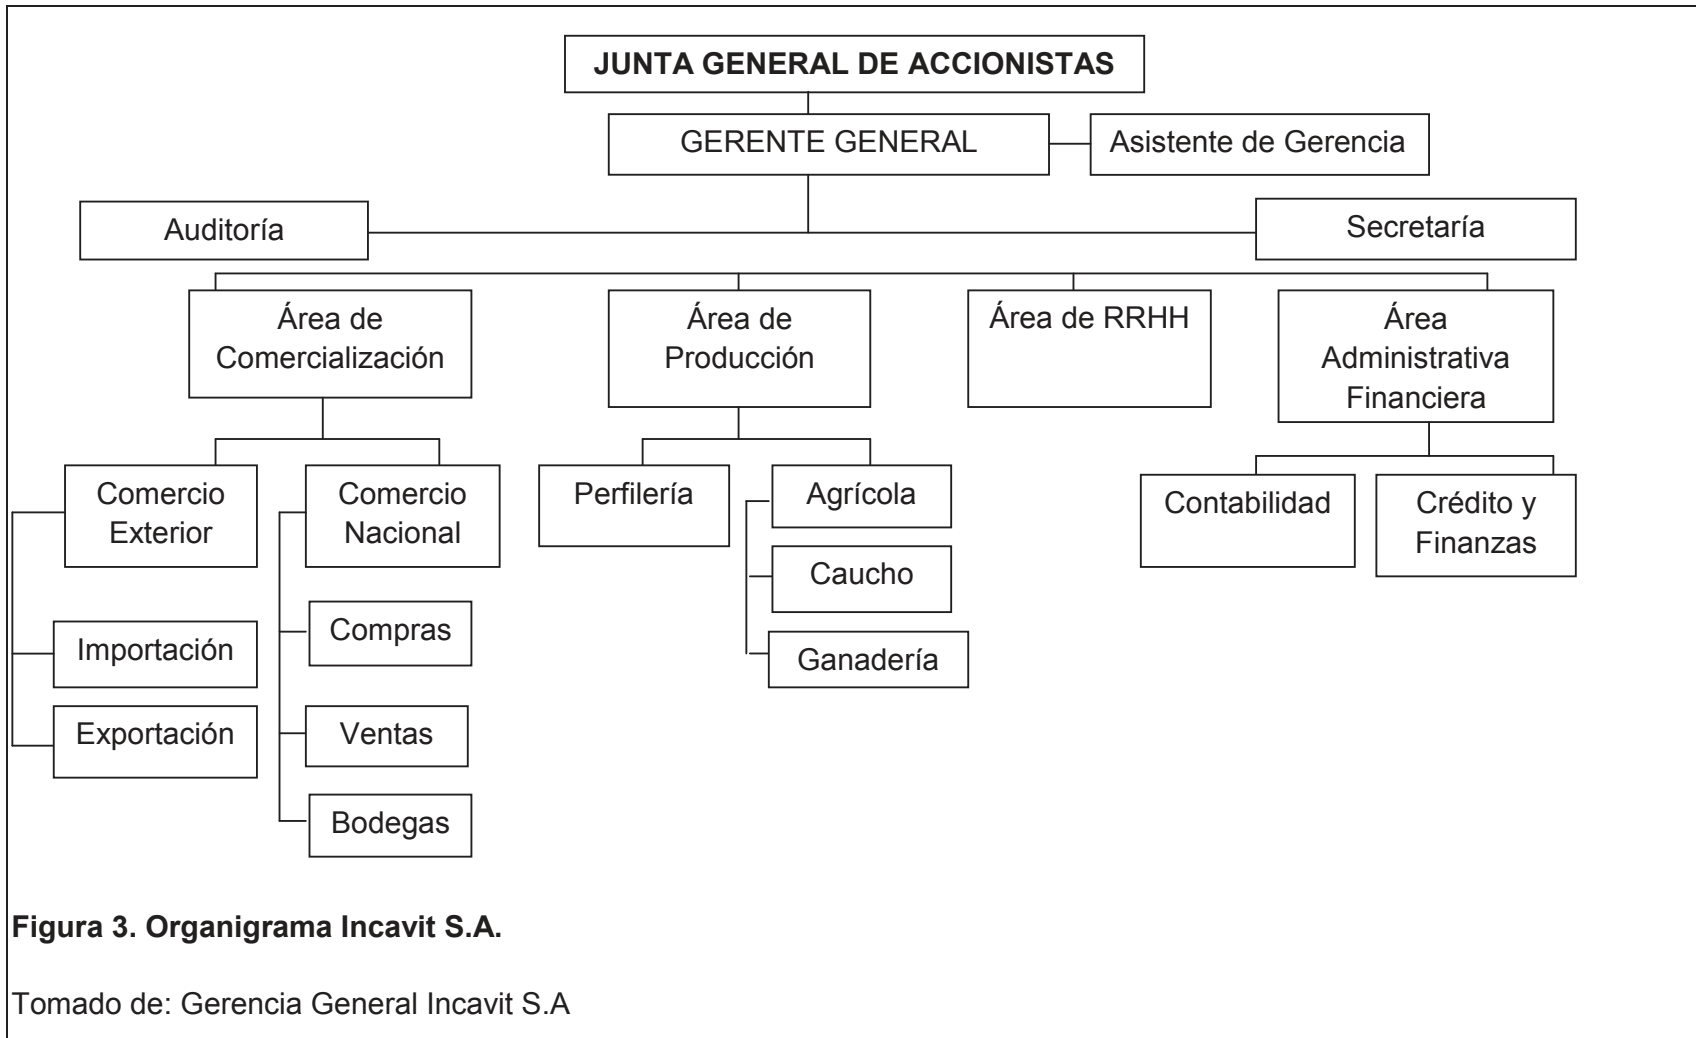 JUNTA GENERAL DE ACCIONISTAS
GERENTE GENERAL
Asistente de Gerencia
Auditoría
Secretaría
Área de
Comercialización
Área de
Producción
Área de RRHH
Área
Administrativa
Financiera
Comercio
Exterior
Comercio
Nacional
Perfilería
Agrícola
Contabilidad
Crédito y
Finanzas
Caucho
Ganadería
Importación
Exportación
Compras
Ventas
Bodegas
Figura 3. Organigrama Incavit S.A.
Tomado de: Gerencia General Incavit S.A